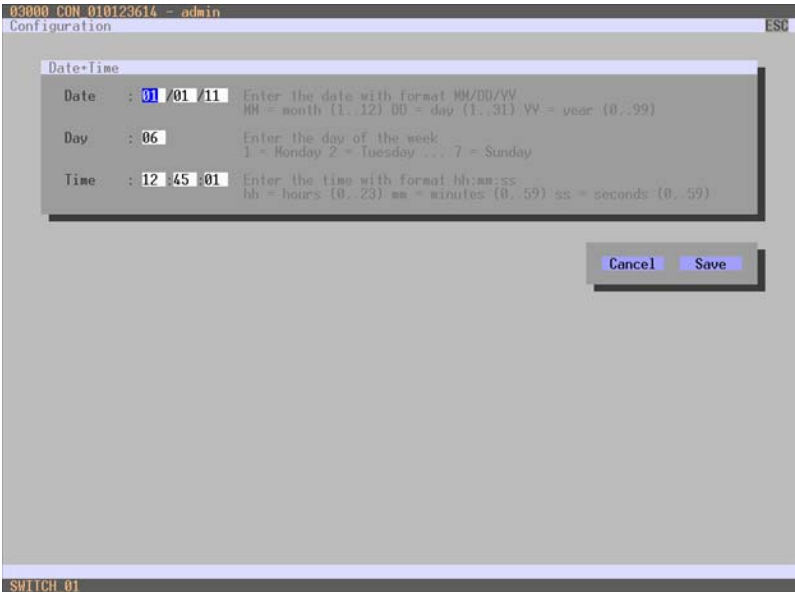 03000 CON 010123614 - admin
Configuration ESC
Date+Time
Date : 01 /01 /11 Enter the date with format MM/DD/YY
MM = month (1..12) DD = day (1..31) YY = year (0..99)
Day : 06 Enter the day of the week
1 = Monday 2 = Tuesday ... 7 = Sunday
Time : 12 :45 :01 Enter the time with format hh:mm:ss
hh = hours (0..23) mm = minutes (0..59) ss = seconds (0..59)
Cancel Save
SWITCH 01